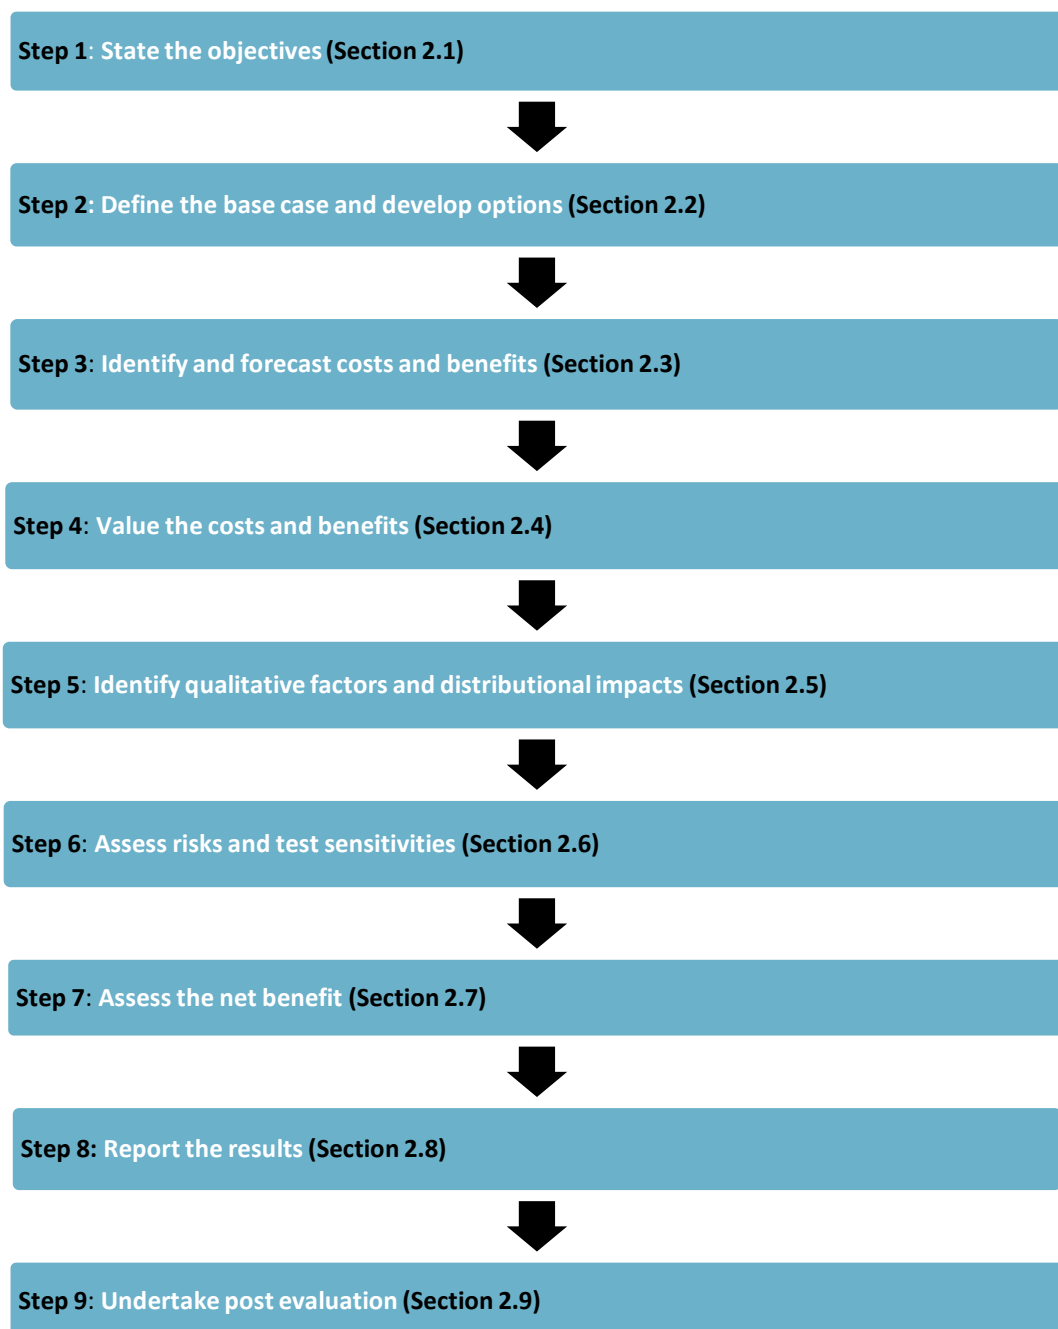 Step 1: State the objectives (Section 2.1)
Step 2: Define the base case and develop options (Section 2.2)
Step 3: Identify and forecast costs and benefits (Section 2.3)
Step 4: Value the costs and benefits (Section 2.4)
Step 5: Identify qualitative factors and distributional impacts (Section 2.5)
Step 6: Assess risks and test sensitivities (Section 2.6)
Step 7: Assess the net benefit (Section 2.7)
Step 8: Report the results (Section 2.8)
Step 9: Undertake post evaluation (Section 2.9)